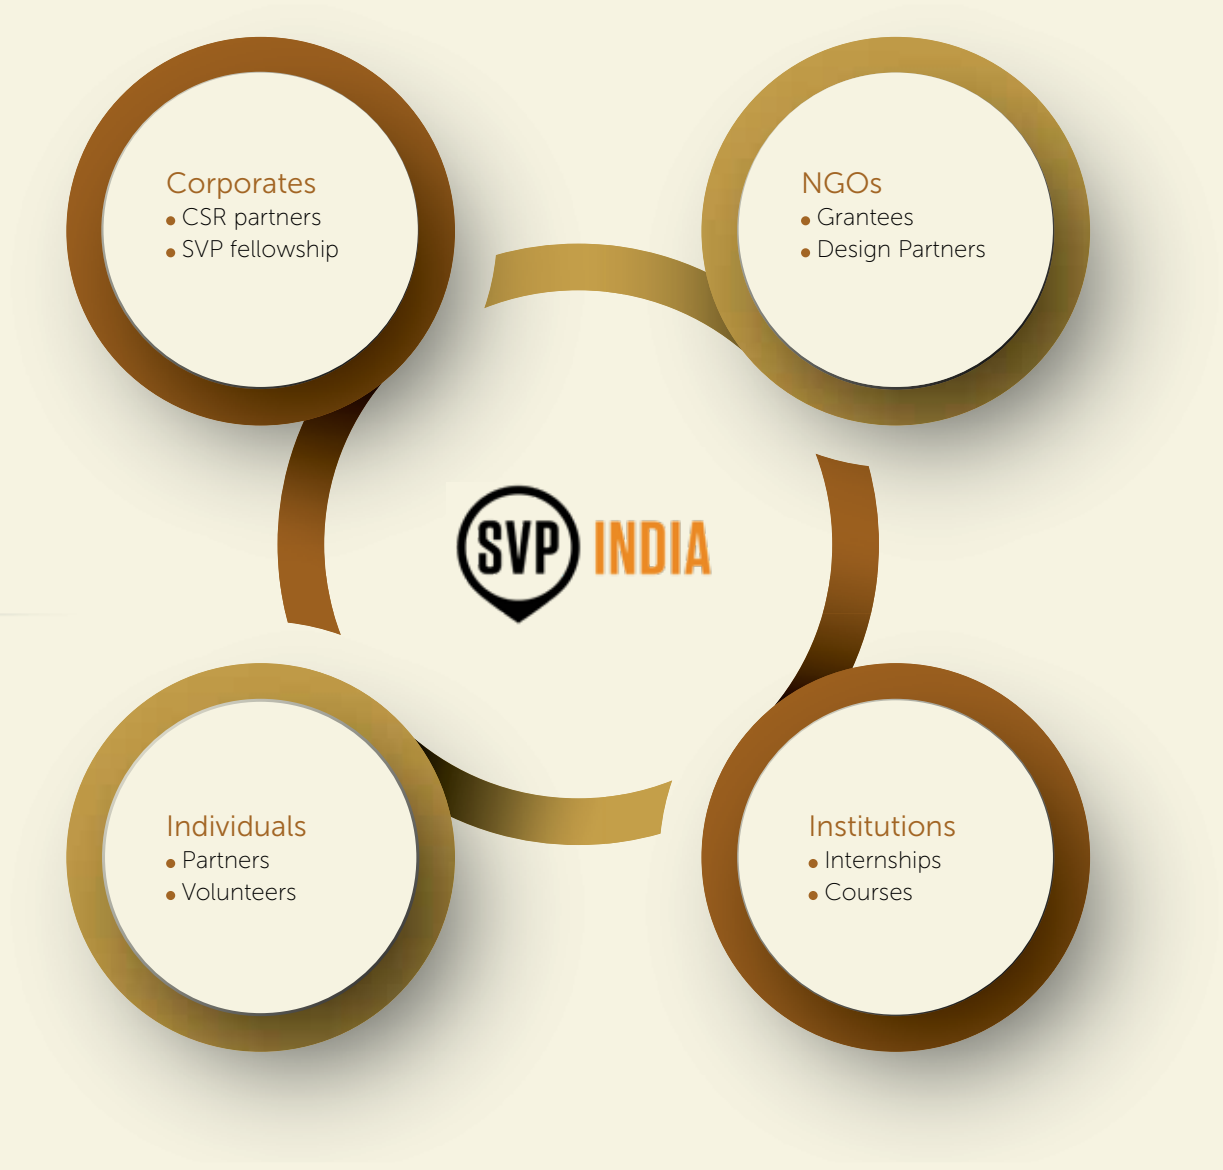 Corporates
CSR partners
SVP fellowship
NGOs
Grantees
Design Partners
SVP INDIA
Individuals
Partners
Volunteers
Institutions
Internships
Courses